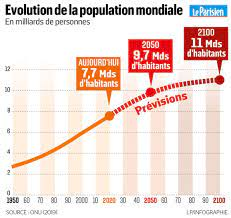 Evolution de la population mondiale
En milliards de personnes
Le Parisien
2100
11 Mds
d'habitants
2050
9,7 Mds
d'habitants
AUJOURD'HUI
7,7 Mds
d'habitants
Prévisions
12
10
8
6
4
2
0
1950 60 70 80 90 2000 10 2020 30 40 2050 60 70 80 90 2100
SOURCE : ONU (2019)
LP/INFOGRAPHIE